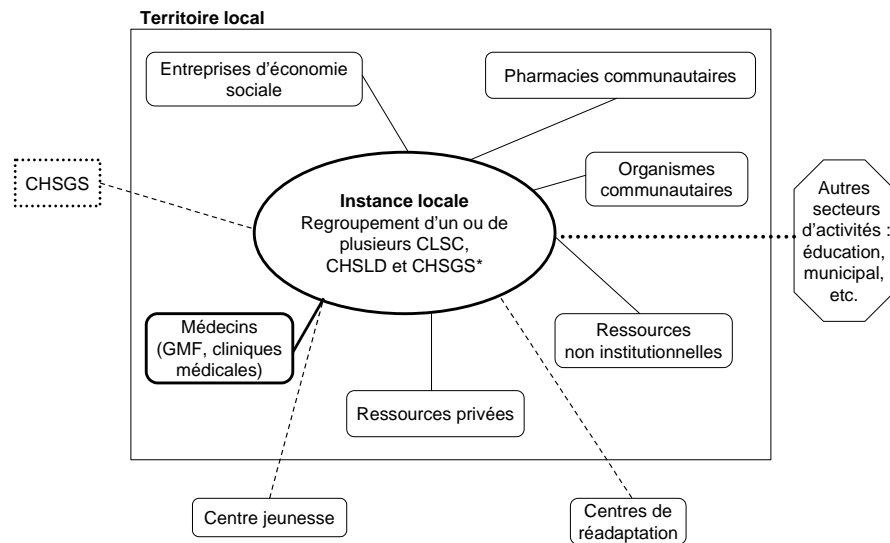 Territoire local
Entreprises d'économie
sociale
Pharmacies communautaires
CHSGS
Organismes
communautaires
Instance locale
Regroupement d'un ou de
plusieurs CLSC,
CHSLD et CHSGS*
Autres
secteurs
d'activités :
éducation,
municipal,
etc.
Médecins
(GMF, cliniques
médicales)
Ressources
non institutionnelles
Ressources privées
Centre jeunesse
Centres de
réadaptation